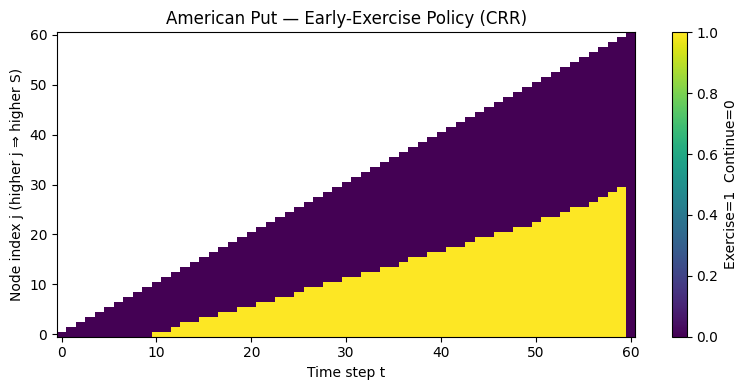 American Put — Early-Exercise Policy (CRR)
60
50
40
30
20
10
0
Node index j (higher j ⇒ higher S)
0 10 20 30 40 50 60
Time step t
1.0
0.8
0.6
0.4
0.2
0.0
Exercise=1  Continue=0